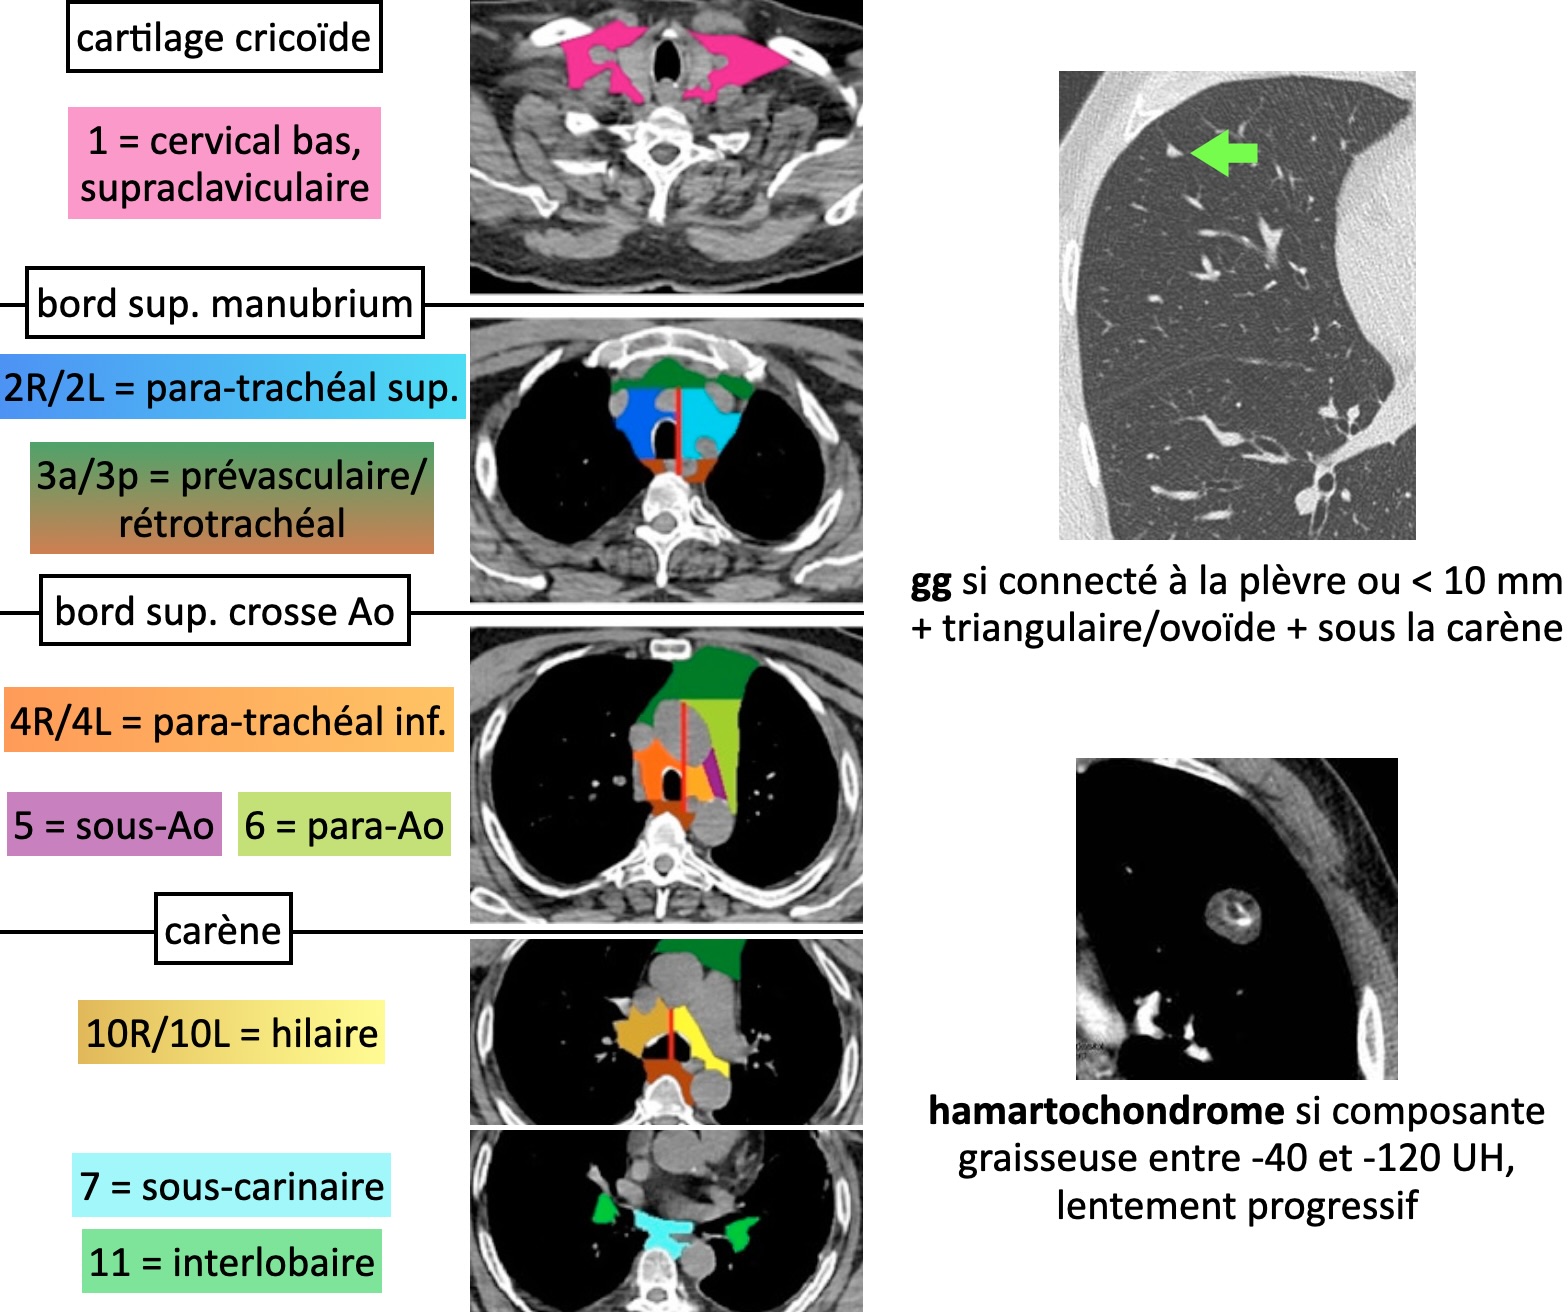 cartilage cricoïde
1 = cervical bas,
supraclaviculaire
bord sup. manubrium
2R/2L = para-trachéal sup.
3a/3p = prévasculaire/
rétrotrachéal
bord sup. crosse Ao
4R/4L = para-trachéal inf.
5 = sous-Ao
6 = para-Ao
carène
10R/10L = hilaire
7 = sous-carinaire
11 = interlobaire
gg si connecté à la plèvre ou < 10 mm
+ triangulaire/ovoïde + sous la carène
hamartochondrome si composante
graisseuse entre -40 et -120 UH,
lentement progressif